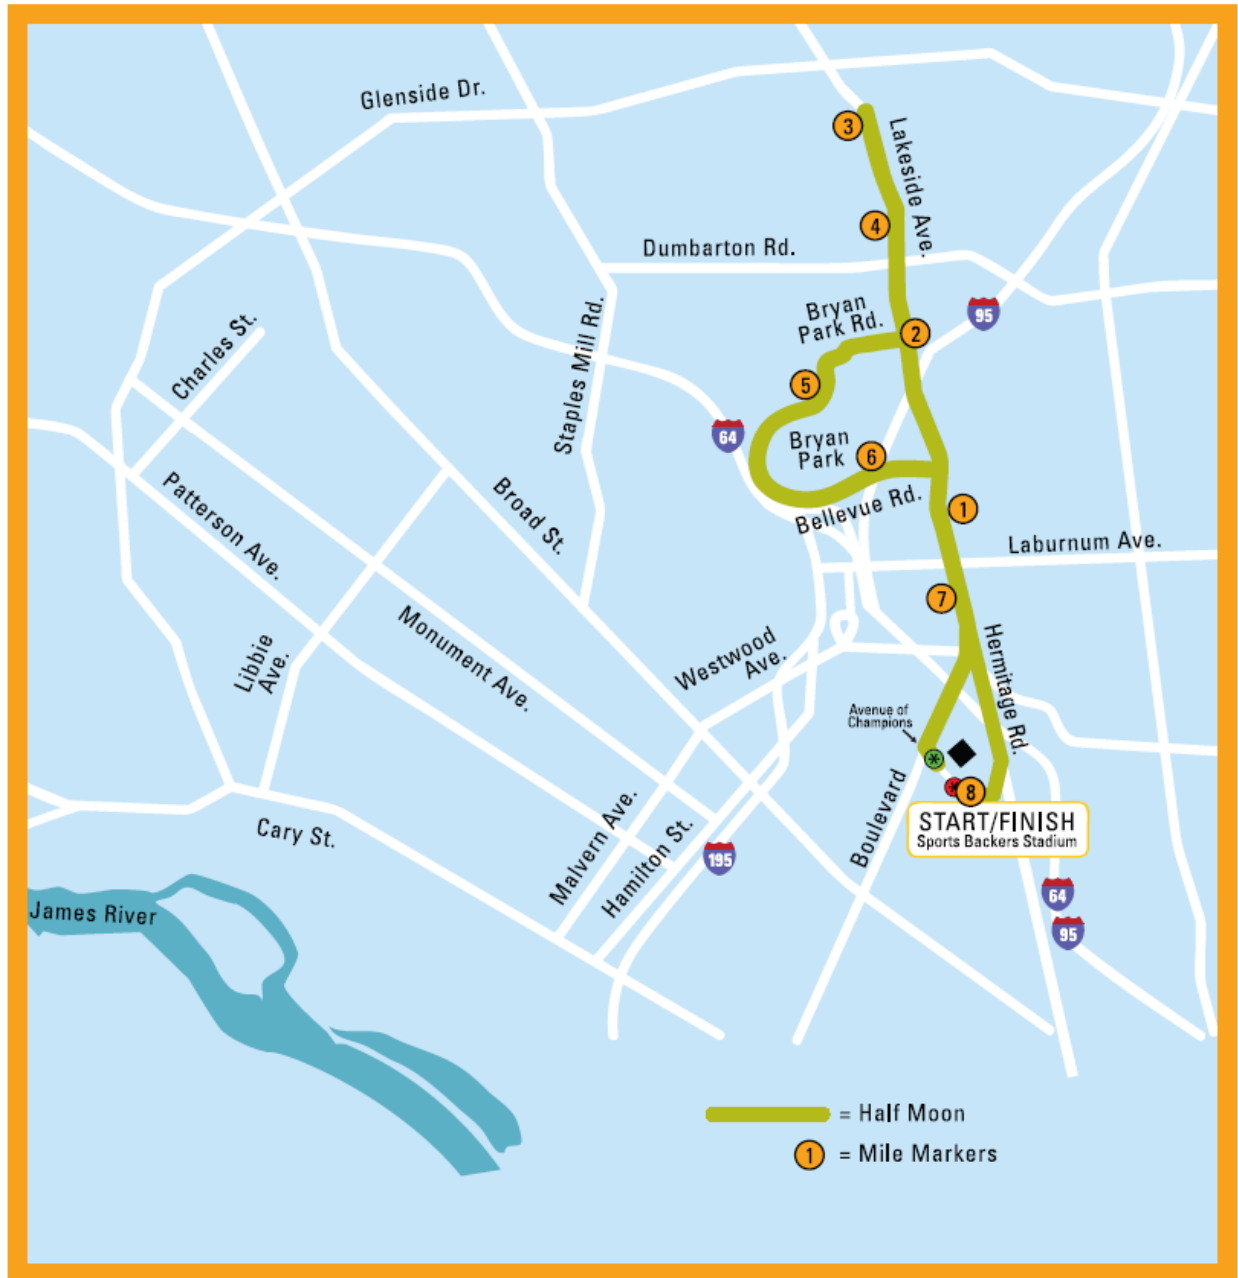 Glenside Dr.
3
Lakeside Ave.
4
Dumbarton Rd.
Bryan
Park Rd.
2
95
Charles St.
Staples Mill Rd.
5
64
Bryan
Park
6
Patterson Ave.
Broad St.
Bellevue Rd.
1
Laburnum Ave.
7
Monument Ave.
Libbie
Ave.
Westwood
Ave.
Hermitage Rd.
Avenue of
Champions
*
*
8
START/FINISH
Sports Backers Stadium
Boulevard
Cary St.
Malvern Ave.
Hamilton St.
195
64
95
James River
= Half Moon
1 = Mile Markers